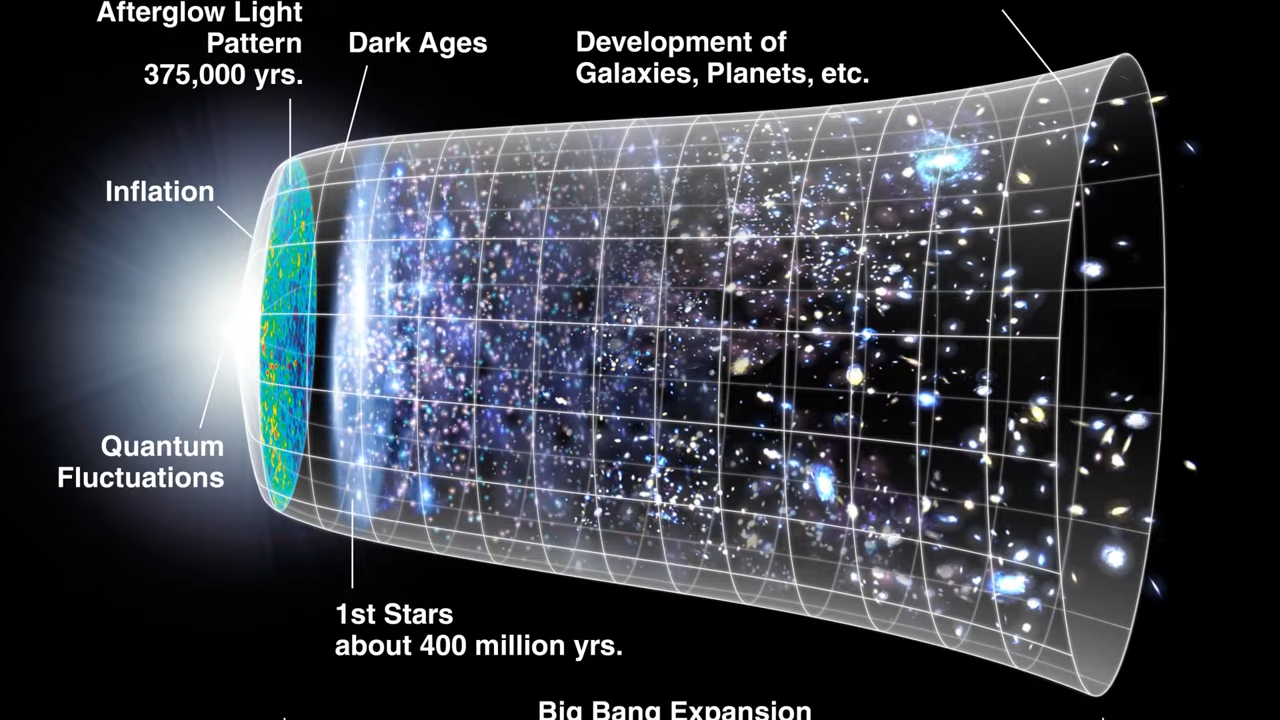 Afterglow Light
Pattern
375,000 yrs.
Dark Ages
Development of
Galaxies, Planets, etc.
Inflation
Quantum
Fluctuations
1st Stars
about 400 million yrs.
Big Bang Expansion